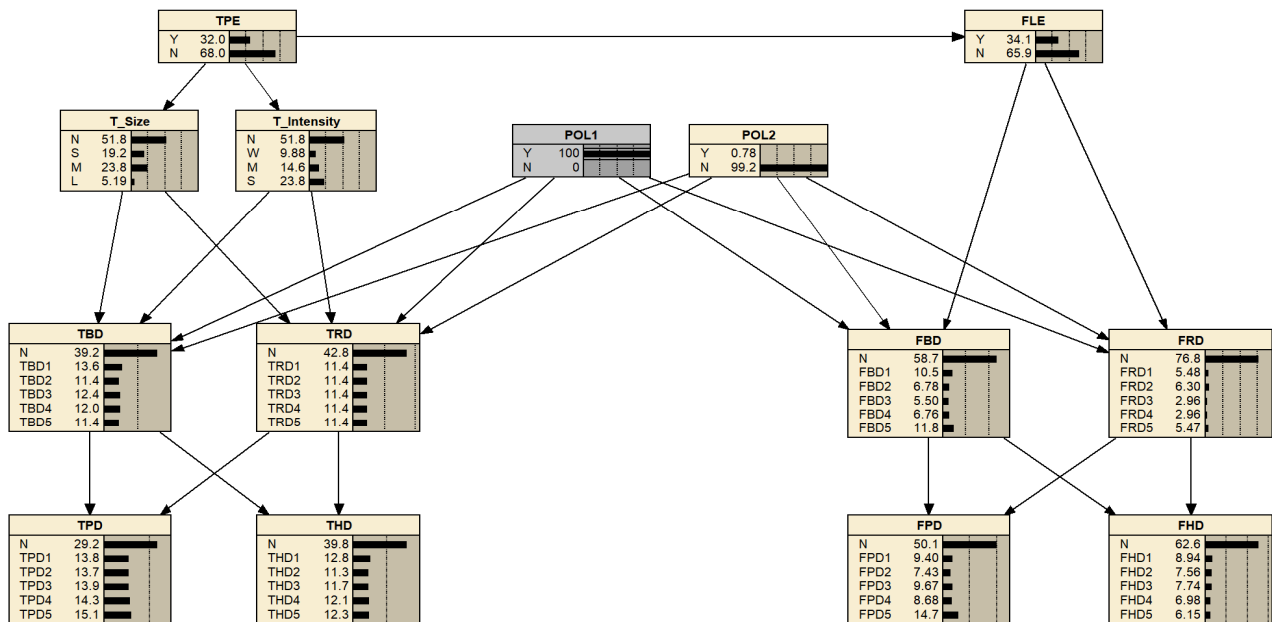 TPE
Y 32.0
N 68.0
FLE
Y 34.1
N 65.9
T_Size
N 51.8
S 19.2
M 23.8
L 5.19
T_Intensity
N 51.8
W 9.88
M 14.6
S 23.8
POL1
Y 100
N 0
POL2
Y 0.78
N 99.2
TBD
N 39.2
TBD1 13.6
TBD2 11.4
TBD3 12.4
TBD4 12.0
TBD5 11.4
TRD
N 42.8
TRD1 11.4
TRD2 11.4
TRD3 11.4
TRD4 11.4
TRD5 11.4
FBD
N 58.7
FBD1 10.5
FBD2 6.78
FBD3 5.50
FBD4 6.76
FBD5 11.8
FRD
N 76.8
FRD1 5.48
FRD2 6.30
FRD3 2.96
FRD4 2.96
FRD5 5.47
TPD
N 29.2
TPD1 13.8
TPD2 13.7
TPD3 13.9
TPD4 14.3
TPD5 15.1
THD
N 39.8
THD1 12.8
THD2 11.3
THD3 11.7
THD4 12.1
THD5 12.3
FPD
N 50.1
FPD1 9.40
FPD2 7.43
FPD3 9.67
FPD4 8.68
FPD5 14.7
FHD
N 62.6
FHD1 8.94
FHD2 7.56
FHD3 7.74
FHD4 6.98
FHD5 6.15